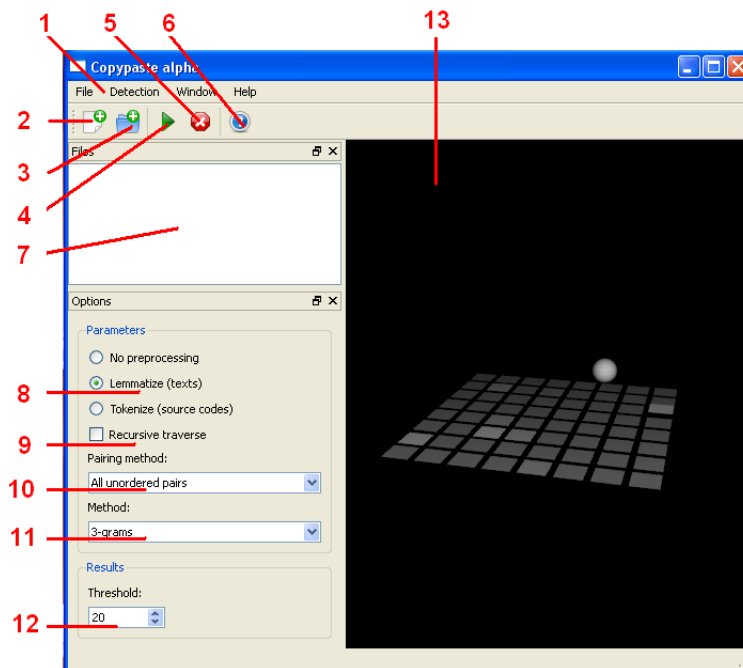 1 5 6 13
Copypaste alpha
File Detection Window Help
2
Files
3
4
7
Options
Parameters
No preprocessing
8 Lemmatize (texts)
Tokenize (source codes)
9 Recursive traverse
Pairing method:
10 All unordered pairs
Method:
11 3-grams
Results
Threshold:
12 20